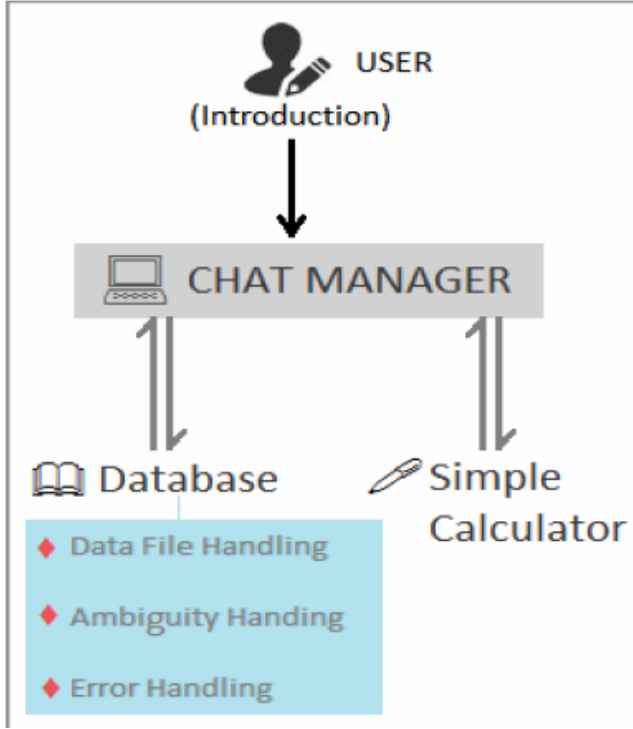 USER
(Introduction)
CHAT MANAGER
Database
Simple
Calculator
Data File Handling
Ambiguity Handing
Error Handling